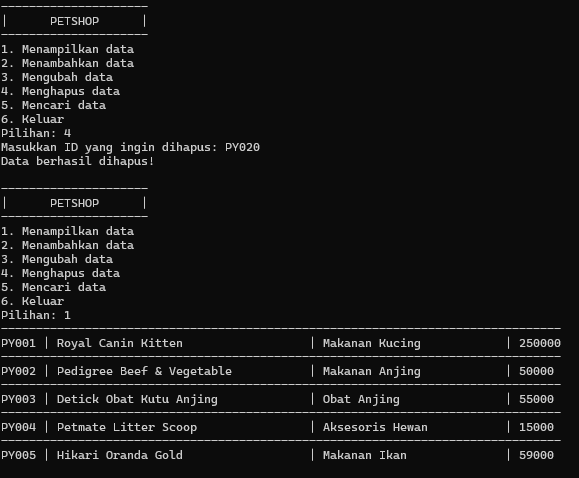 |      PETSHOP      |
1. Menampilkan data
2. Menambahkan data
3. Mengubah data
4. Menghapus data
5. Mencari data
6. Keluar
Pilihan: 4
Masukkan ID yang ingin dihapus: PY020
Data berhasil dihapus!
|      PETSHOP      |
1. Menampilkan data
2. Menambahkan data
3. Mengubah data
4. Menghapus data
5. Mencari data
6. Keluar
Pilihan: 1
PY001 | Royal Canin Kitten | Makanan Kucing | 250000
PY002 | Pedigree Beef & Vegetable | Makanan Anjing | 50000
PY003 | Detick Obat Kutu Anjing | Obat Anjing | 55000
PY004 | Petmate Litter Scoop | Aksesoris Hewan | 15000
PY005 | Hikari Oranda Gold | Makanan Ikan | 59000